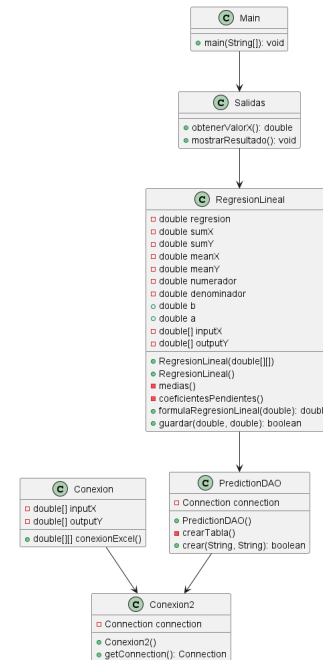 C Main
main(String[]): void
C Salidas
obtenerValorX(): double
mostrarResultado(): void
C RegresionLineal
double regresion
double sumX
double sumY
double meanX
double meanY
double numerador
double denominador
double b
double a
double[] inputX
double[] outputY
RegresionLineal(double[][])
RegresionLineal()
medias()
coeficientesPendientes()
formulaRegresionLineal(double): doubl
guardar(double, double): boolean
C Conexion
double[] inputX
double[] outputY
double[][] conexionExcel()
C PredictionDAO
Connection connection
PredictionDAO()
crearTabla()
crear(String, String): boolean
C Conexion2
Connection connection
Conexion2()
getConnection(): Connection